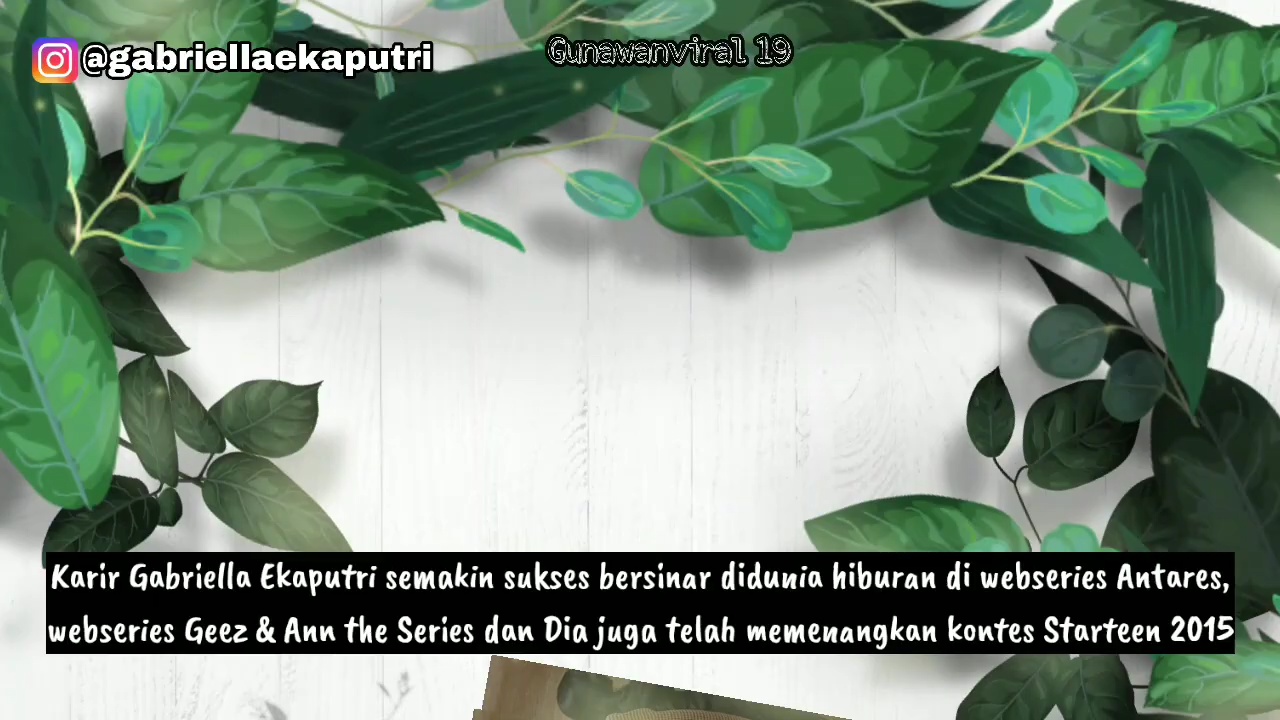 @gabriellaekaputri
Gunawanviral 19
Karir Gabriella Ekaputri semakin sukses bersinar didunia hiburan di webseries Antares,
webseries Geez & Ann the Series dan Dia juga telah memenangkan kontes Starteen 2015